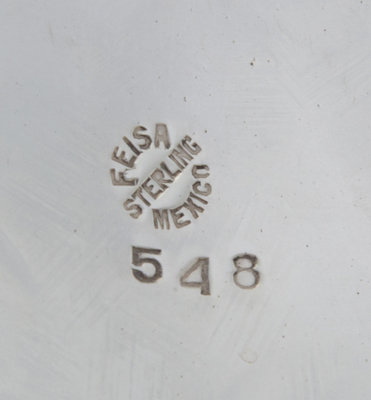 FEISA
STERLING
MEXICO
548